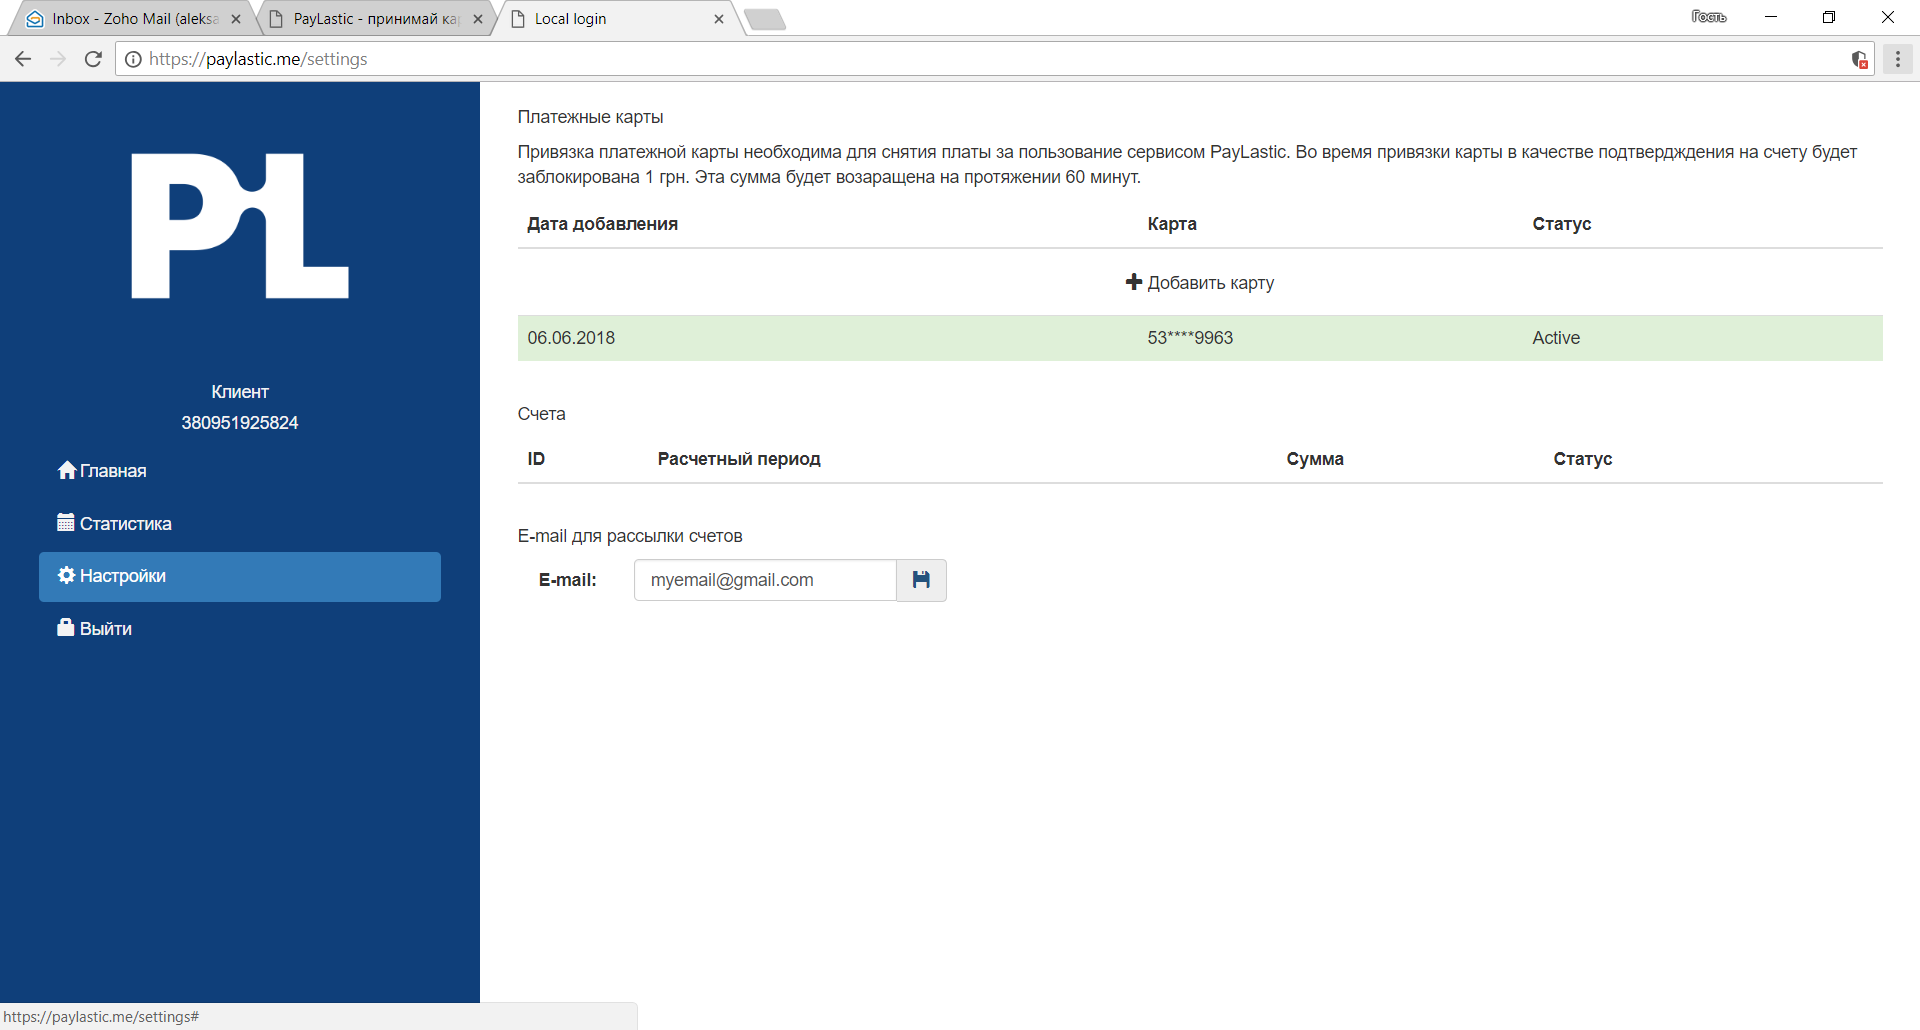 Inbox - Zoho Mail (aleksa
PayLastic - принимай ка
Local login
Гость
https://paylastic.me/settings
PL
Клиент
380951925824
Главная
Статистика
Настройки
Выйти
Платежные карты
Привязка платежной карты необходима для снятия платы за пользование сервисом PayLastic. Во время привязки карты в качестве подтвердждения на счету будет
заблокирована 1 грн. Эта сумма будет возаращена на протяжении 60 минут.
Дата добавления Карта Статус
Добавить карту
06.06.2018 53****9963 Active
Счета
ID Расчетный период Сумма Статус
E-mail для рассылки счетов
E-mail: myemail@gmail.com
https://paylastic.me/settings#